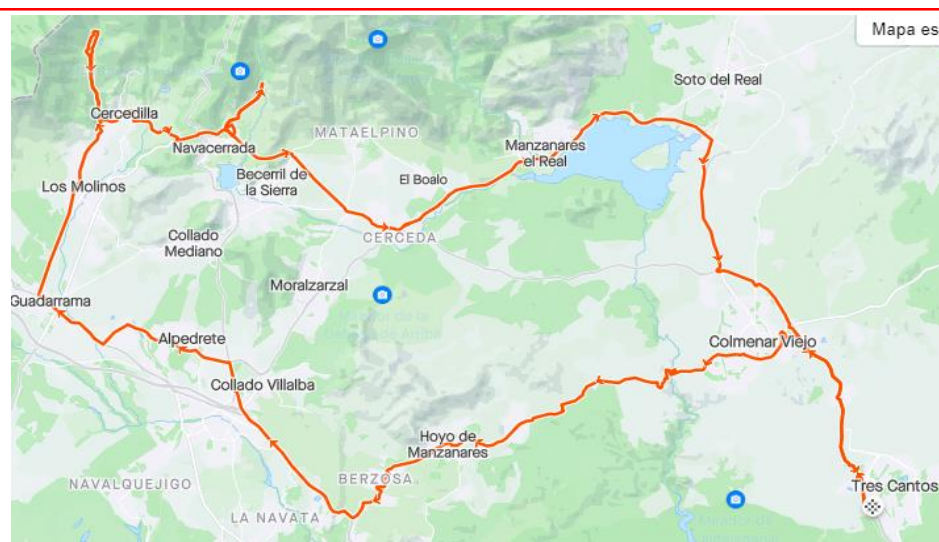 Mapa es
Soto del Real
Cercedilla
MATAELPINO
Navacerrada
Manzanares
el Real
Becerril de
la Sierra
El Boalo
Los Molinos
Collado
Mediano
CERCEDA
Moralzarzal
Guadarrama
Alpedrete
Colmenar Viejo
Collado Villalba
Hoyo de
Manzanares
BERZOSA
NAVALQUEJIGO
Tres Cantos
LA NAVATA